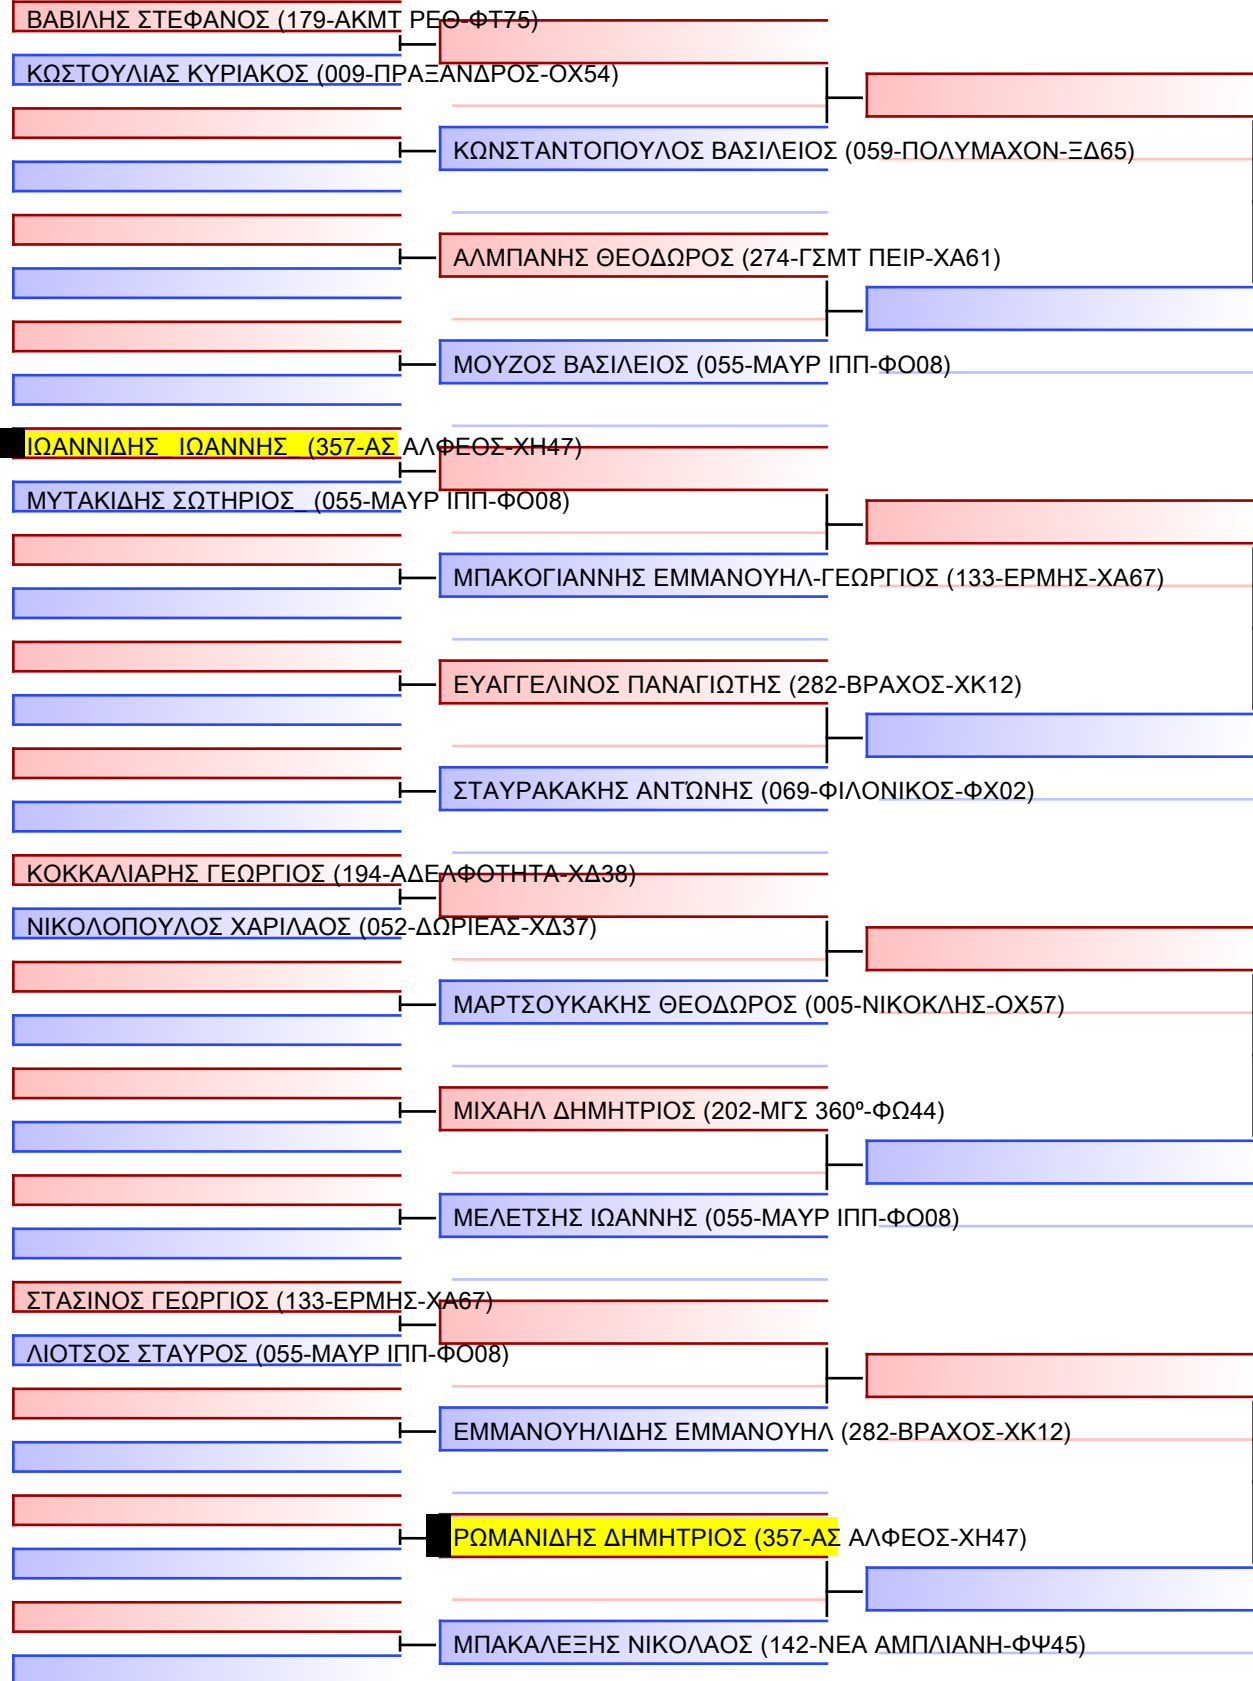 ΒΑΒΙΛΗΣ ΣΤΕΦΑΝΟΣ (179-ΑΚΜΤ ΡΕΘ-ΦΤ75)
ΚΩΣΤΟΥΛΙΑΣ ΚΥΡΙΑΚΟΣ (009-ΠΡΑΞΑΝΔΡΟΣ-ΟΧ54)
ΚΩΝΣΤΑΝΤΟΠΟΥΛΟΣ ΒΑΣΙΛΕΙΟΣ (059-ΠΟΛΥΜΑΧΟΝ-ΞΔ65)
ΑΛΜΠΑΝΗΣ ΘΕΟΔΩΡΟΣ (274-ΓΣΜΤ ΠΕΙΡ-ΧΑ61)
ΜΟΥΖΟΣ ΒΑΣΙΛΕΙΟΣ (055-ΜΑΥΡ ΙΠΠ-ΦΟ08)
ΙΩΑΝΝΙΔΗΣ_ ΙΩΑΝΝΗΣ_ (357-ΑΣ ΑΛΦΕΟΣ-ΧΗ47)
ΜΥΤΑΚΙΔΗΣ ΣΩΤΗΡΙΟΣ_ (055-ΜΑΥΡ ΙΠΠ-ΦΟ08)
ΜΠΑΚΟΓΙΑΝΝΗΣ ΕΜΜΑΝΟΥΗΛ-ΓΕΩΡΓΙΟΣ (133-ΕΡΜΗΣ-ΧΑ67)
ΕΥΑΓΓΕΛΙΝΟΣ ΠΑΝΑΓΙΩΤΗΣ (282-ΒΡΑΧΟΣ-ΧΚ12)
ΣΤΑΥΡΑΚΑΚΗΣ ΑΝΤΏΝΗΣ (069-ΦΙΛΟΝΙΚΟΣ-ΦΧ02)
ΚΟΚΚΑΛΙΑΡΗΣ ΓΕΩΡΓΙΟΣ (194-ΑΔΕΛΦΟΤΗΤΑ-ΧΔ38)
ΝΙΚΟΛΟΠΟΥΛΟΣ ΧΑΡΙΛΑΟΣ (052-ΔΩΡΙΕΑΣ-ΧΔ37)
ΜΑΡΤΣΟΥΚΑΚΗΣ ΘΕΟΔΩΡΟΣ (005-ΝΙΚΟΚΛΗΣ-ΟΧ57)
ΜΙΧΑΗΛ ΔΗΜΗΤΡΙΟΣ (202-ΜΓΣ 360º-ΦΩ44)
ΜΕΛΕΤΣΗΣ ΙΩΑΝΝΗΣ (055-ΜΑΥΡ ΙΠΠ-ΦΟ08)
ΣΤΑΣΙΝΟΣ ΓΕΩΡΓΙΟΣ (133-ΕΡΜΗΣ-ΧΑ67)
ΛΙΟΤΣΟΣ ΣΤΑΥΡΟΣ (055-ΜΑΥΡ ΙΠΠ-ΦΟ08)
ΕΜΜΑΝΟΥΗΛΙΔΗΣ ΕΜΜΑΝΟΥΗΛ (282-ΒΡΑΧΟΣ-ΧΚ12)
ΡΩΜΑΝΙΔΗΣ ΔΗΜΗΤΡΙΟΣ (357-ΑΣ ΑΛΦΕΟΣ-ΧΗ47)
ΜΠΑΚΑΛΕΞΗΣ ΝΙΚΟΛΑΟΣ (142-ΝΕΑ ΑΜΠΛΙΑΝΗ-ΦΨ45)